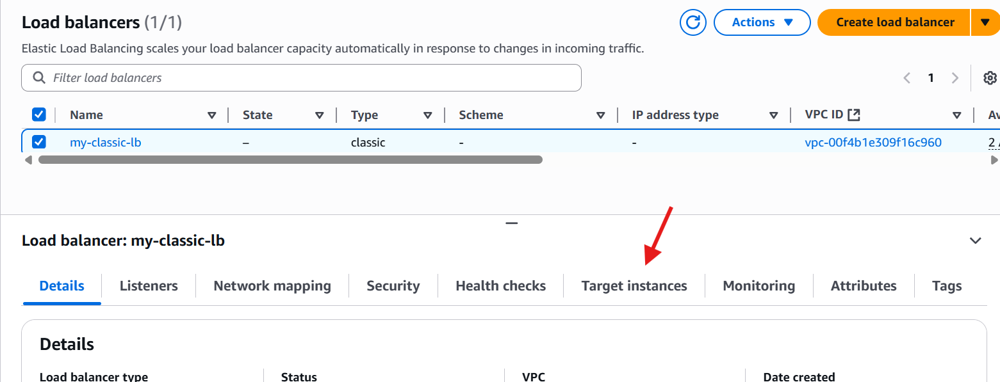 Load balancers (1/1)
Actions
Create load balancer
Elastic Load Balancing scales your load balancer capacity automatically in response to changes in incoming traffic.
Filter load balancers
1
Name State Type Scheme IP address type VPC ID
my-classic-lb – classic - - vpc-00f4b1e309f16c960 2
Load balancer: my-classic-lb
Details Listeners Network mapping Security Health checks Target instances Monitoring Attributes Tags
Details
Load balancer type Status VPC Date created